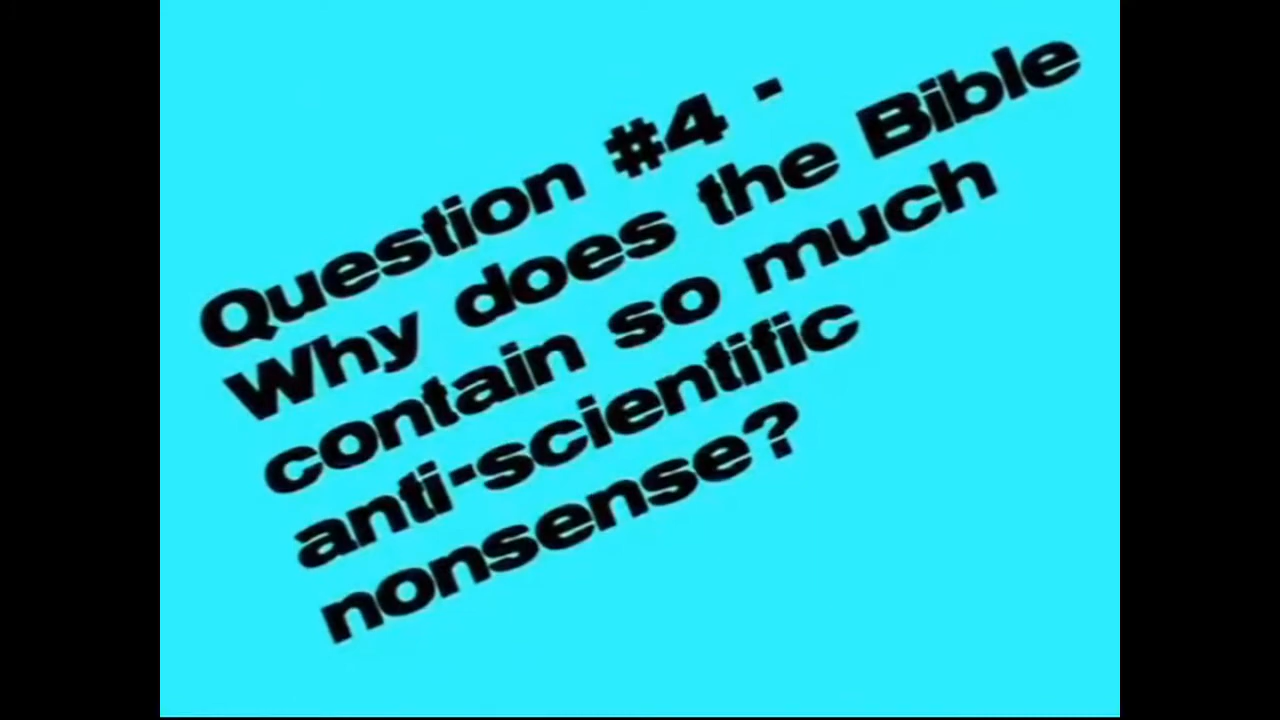 Question #4 -
Why does the Bible
contain so much
anti-scientific
nonsense?